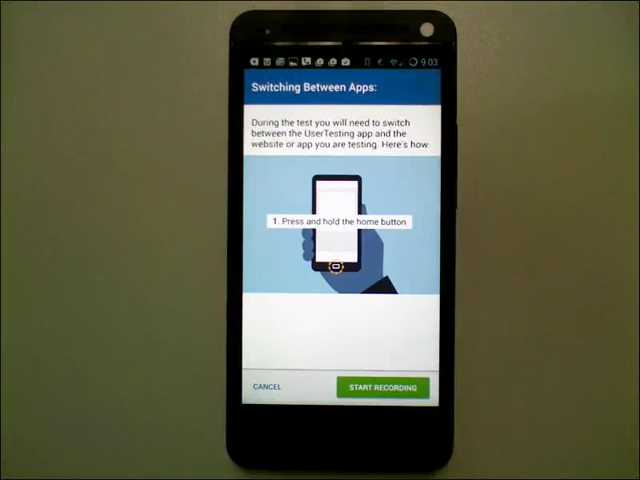 9:03
Switching Between Apps:
During the test you will need to switch
between the UserTesting app and the
website or app you are testing. Here's how:
1. Press and hold the home button
CANCEL
START RECORDING